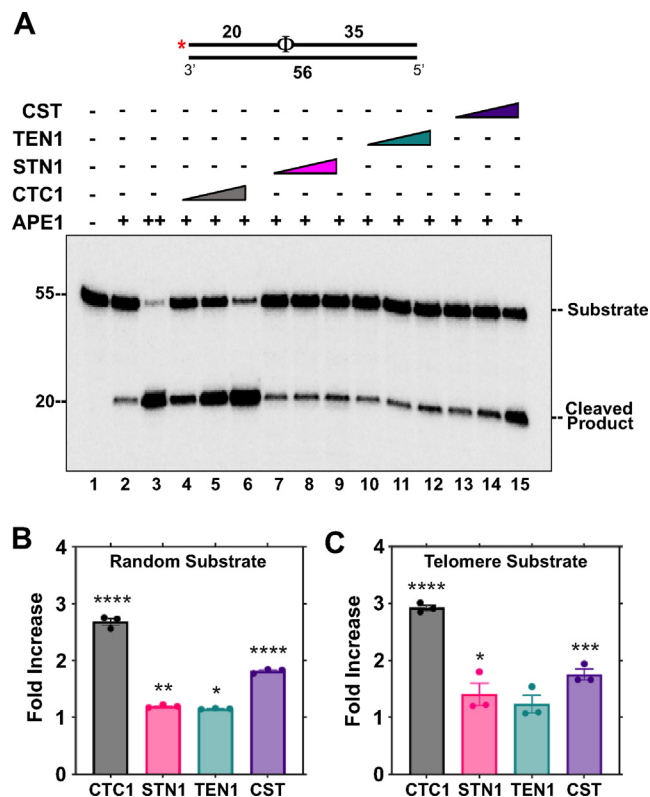 A
20 35
* Φ
3' 56 5'
CST - - - - - - - - - - - -
TEN1 - - - - - - - - - - - -
STN1 - - - - - - - - - - - -
CTC1 - - - - - - - - - - - -
APE1 - + ++ + + + + + + + + + + + +
55--
-- Substrate
20--
-- Cleaved
Product
1 2 3 4 5 6 7 8 9 10 11 12 13 14 15
B C
Random Substrate
Fold Increase
4
3
2
1
0
****
**
*
****
CTC1 STN1 TEN1 CST
Telomere Substrate
Fold Increase
4
3
2
1
0
****
*
***
CTC1 STN1 TEN1 CST